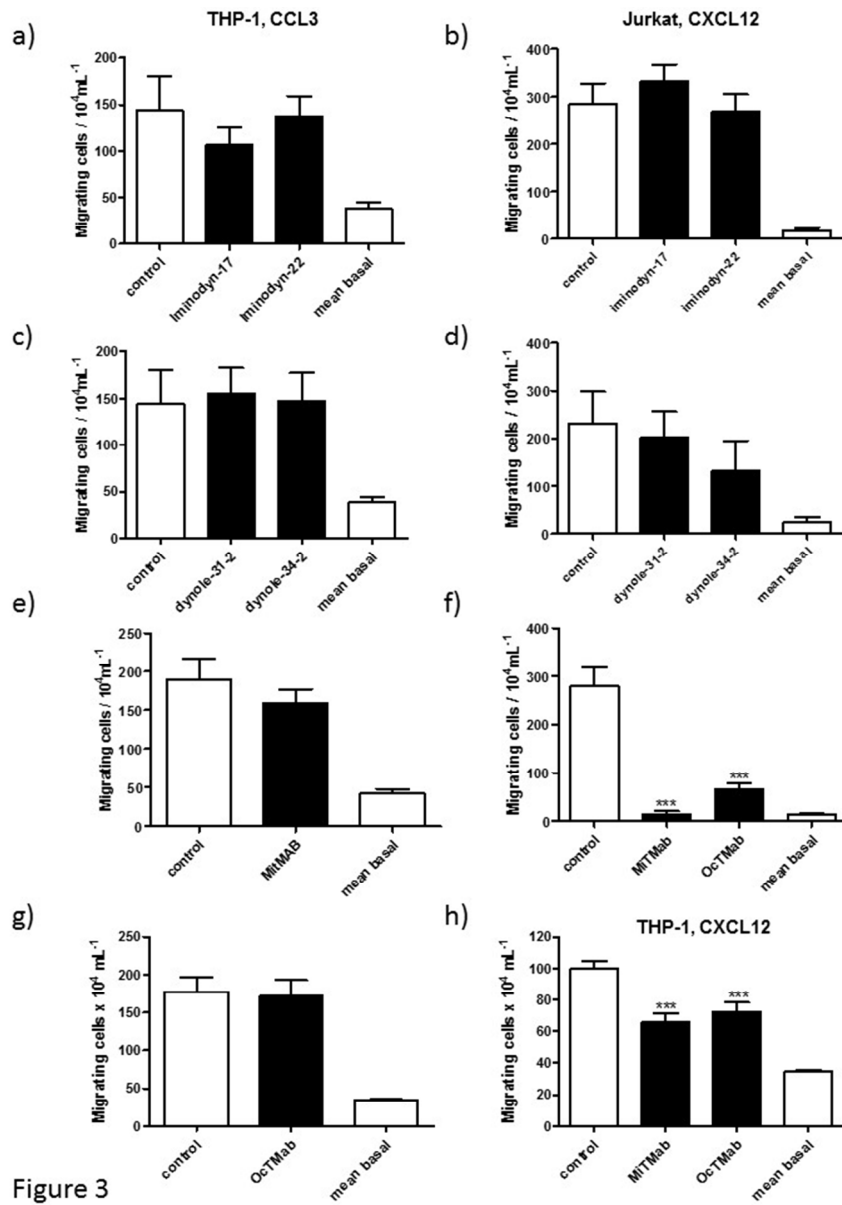 THP-1, CCL3
Jurkat, CXCL12
a)
Migrating cells / 10⁴mL⁻¹
200
150
100
50
0
control
Iminodyn-17
Iminodyn-22
mean basal
b)
Migrating cells / 10⁴mL⁻¹
400
300
200
100
0
control
iminodyn-17
iminodyn-22
mean basal
c)
Migrating cells / 10⁴mL⁻¹
200
150
100
50
0
control
dynole-31-2
dynole-34-2
mean basal
d)
Migrating cells / 10⁴mL⁻¹
400
300
200
100
0
control
dynole-31-2
dynole-34-2
mean basal
e)
Migrating cells / 10⁴mL⁻¹
250
200
150
100
50
0
control
MitMAB
mean basal
f)
Migrating cells / 10⁴mL⁻¹
400
300
200
100
0
***
***
control
MiTMab
OcTMab
mean basal
g)
Migrating cells x 10⁴ mL⁻¹
250
200
150
100
50
0
control
OcTMab
mean basal
h)
THP-1, CXCL12
Migrating cells x 10⁴ mL⁻¹
120
100
80
60
40
20
0
***
***
control
MiTMab
OcTMab
mean basal
Figure 3